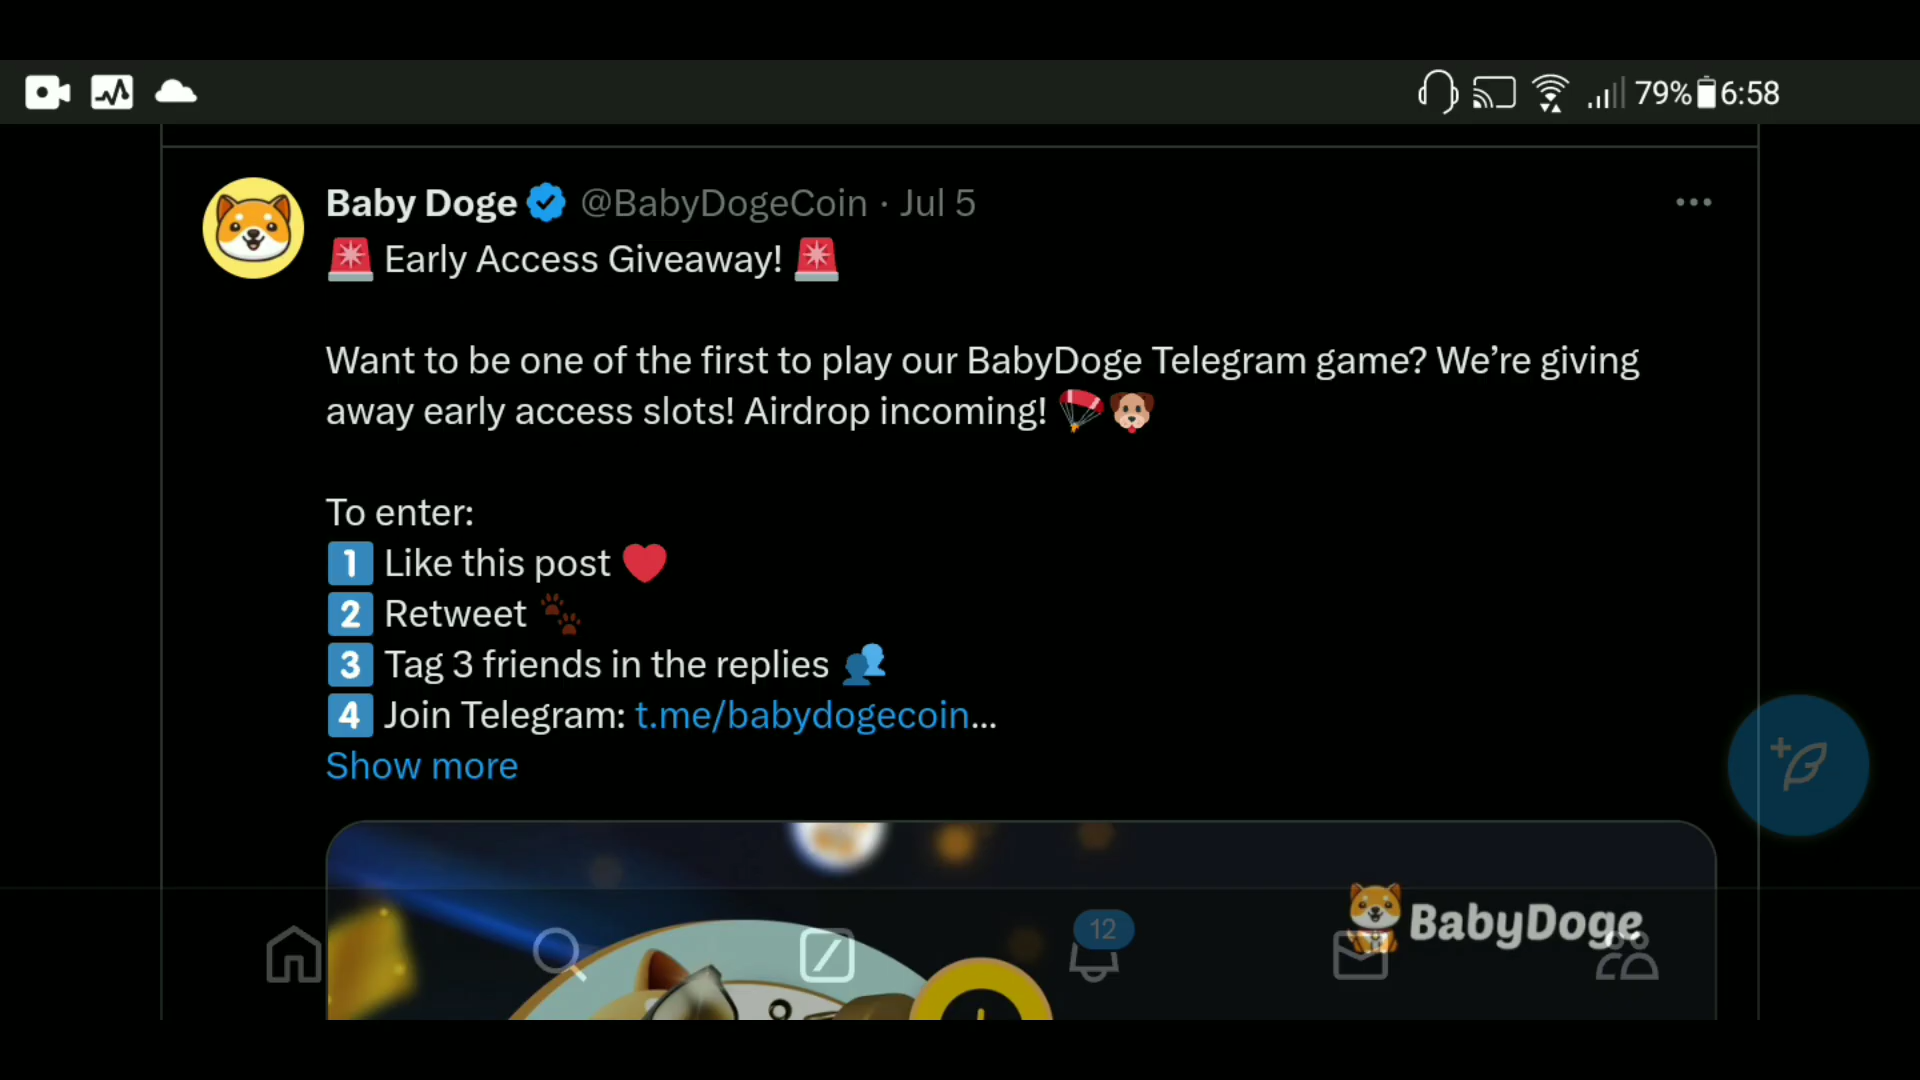 79% 6:58
Baby Doge @BabyDogeCoin · Jul 5
🚨 Early Access Giveaway! 🚨
Want to be one of the first to play our BabyDoge Telegram game? We’re giving
away early access slots! Airdrop incoming! 🪂🐶
To enter:
1️⃣ Like this post ❤️
2️⃣ Retweet 🐾
3️⃣ Tag 3 friends in the replies 👥
4️⃣ Join Telegram: t.me/babydogecoin...
Show more
12
BabyDoge